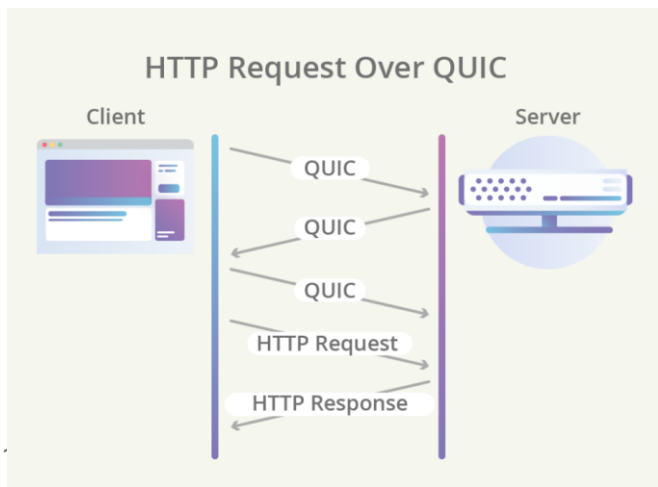 HTTP Request Over QUIC
Client
Server
QUIC
QUIC
QUIC
HTTP Request
HTTP Response